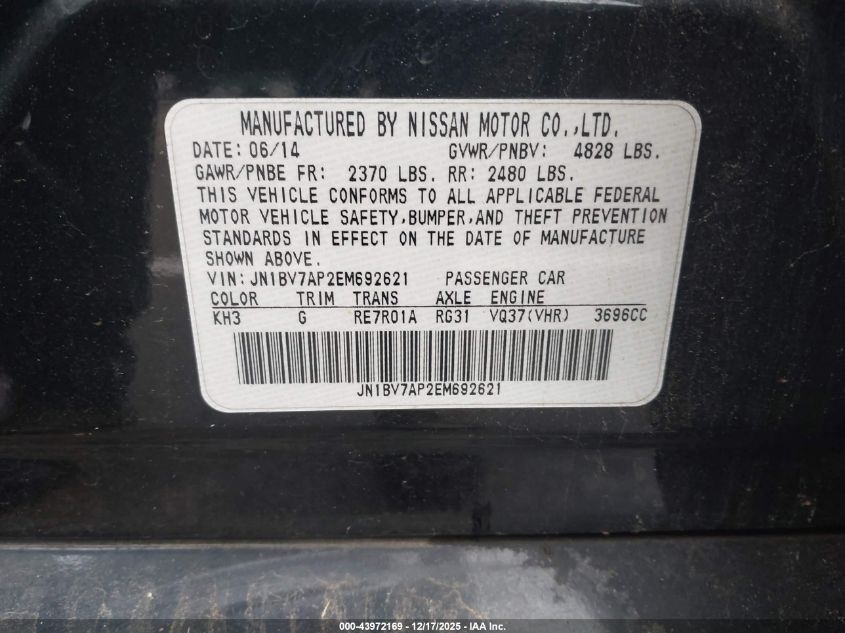 MANUFACTURED BY NISSAN MOTOR CO.,LTD.
DATE: 06/14 GVWR/PNBV: 4828 LBS.
GAWR/PNBE FR: 2370 LBS. RR: 2480 LBS.
THIS VEHICLE CONFORMS TO ALL APPLICABLE FEDERAL
MOTOR VEHICLE SAFETY,BUMPER,AND THEFT PREVENTION
STANDARDS IN EFFECT ON THE DATE OF MANUFACTURE
SHOWN ABOVE.
VIN: JN1BV7AP2EM692621 PASSENGER CAR
COLOR TRIM TRANS AXLE ENGINE
KH3 G RE7R01A RG31 VQ37(VHR) 3696CC
JN1BV7AP2EM692621
000-43972169 - 12/17/2025 - IAA Inc.